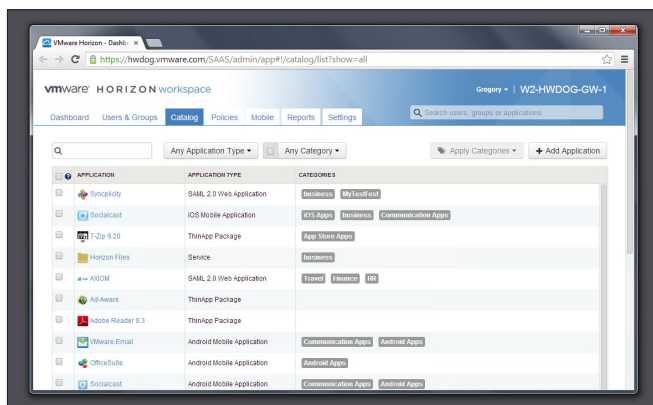 VMware Horizon - Dashbo
https://hwdog.vmware.com/SAAS/admin/app#!/catalog/list?show=all
vmware HORIZON workspace
Gregory | W2-HWDOG-GW-1
Dashboard Users & Groups Catalog Policies Mobile Reports Settings
Search users, groups or applications
Any Application Type Any Category Apply Categories + Add Application
APPLICATION APPLICATION TYPE CATEGORIES
Syncplicity SAML 2.0 Web Application business MyTestFest
Socialcast iOS Mobile Application iOS Apps business Communication Apps
7-Zip 9.20 ThinApp Package App Store Apps
Horizon Files Service business
AXIOM SAML 2.0 Web Application Travel Finance HR
Ad-Aware ThinApp Package
Adobe Reader 9.3 ThinApp Package
VMware Email Android Mobile Application Communication Apps Android Apps
OfficeSuite Android Mobile Application Android Apps
Socialcast Android Mobile Application Communication Apps Android Apps